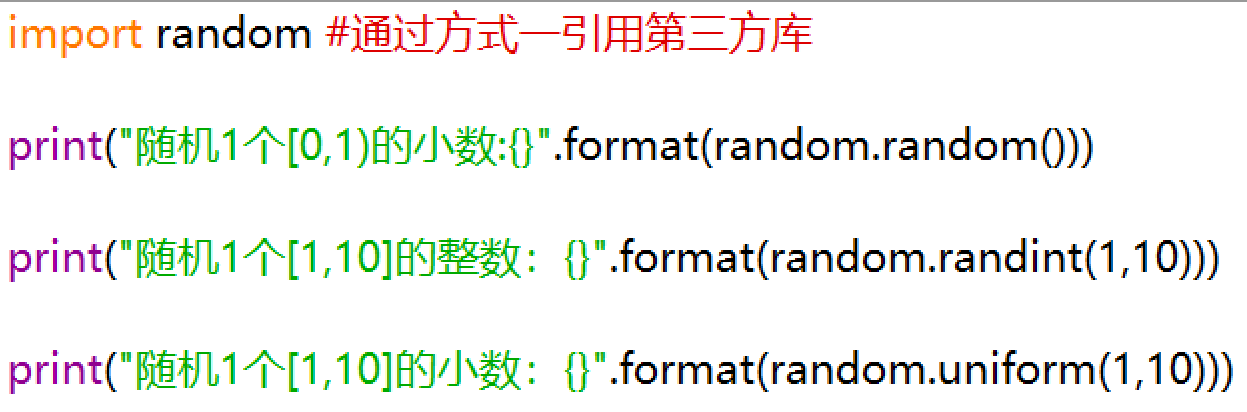 import random #通过方式一引用第三方库
print("随机1个[0,1)的小数:{}".format(random.random()))
print("随机1个[1,10]的整数：{}".format(random.randint(1,10)))
print("随机1个[1,10]的小数：{}".format(random.uniform(1,10)))